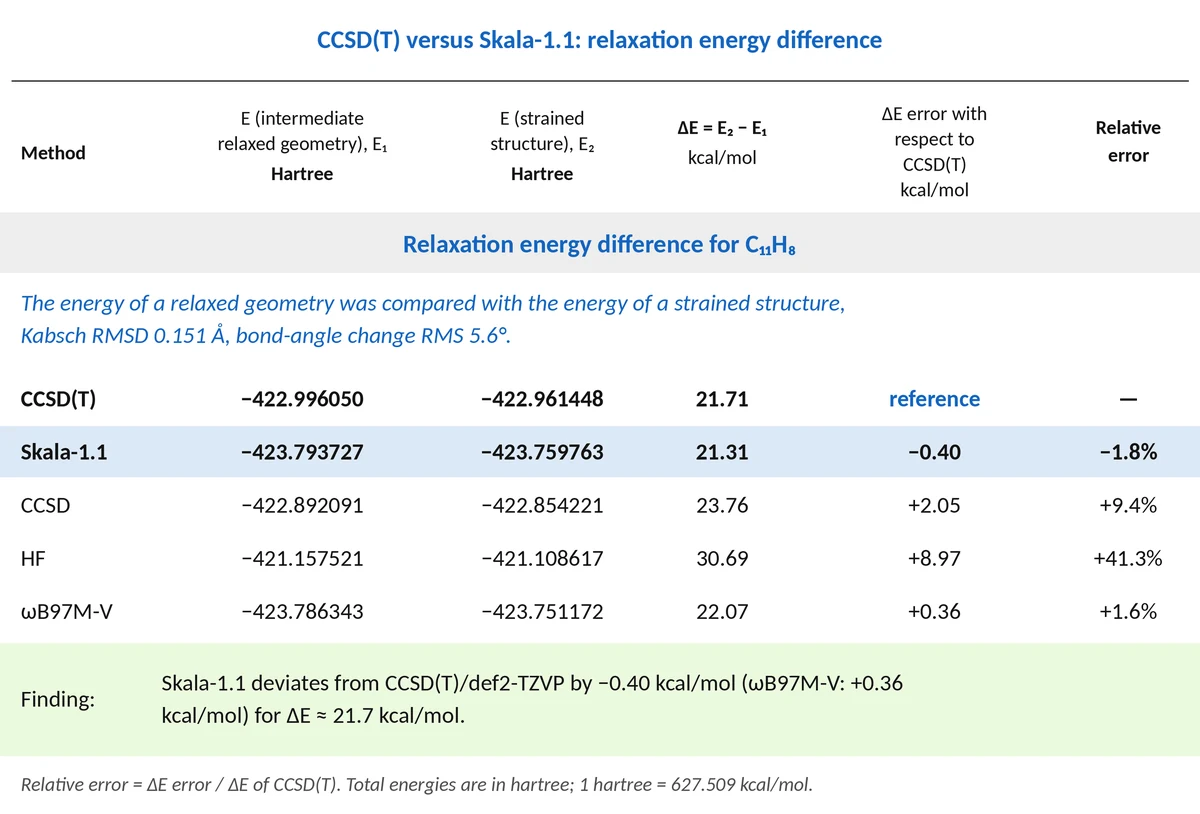 CCSD(T) versus Skala-1.1: relaxation energy difference
Method
E (intermediate
relaxed geometry), E₁
Hartree
E (strained
structure), E₂
Hartree
ΔE = E₂ − E₁
kcal/mol
ΔE error with
respect to
CCSD(T)
kcal/mol
Relative
error
Relaxation energy difference for C₁₁H₈
The energy of a relaxed geometry was compared with the energy of a strained structure,
Kabsch RMSD 0.151 Å, bond-angle change RMS 5.6°.
CCSD(T) −422.996050 −422.961448 21.71 reference —
Skala-1.1 −423.793727 −423.759763 21.31 −0.40 −1.8%
CCSD −422.892091 −422.854221 23.76 +2.05 +9.4%
HF −421.157521 −421.108617 30.69 +8.97 +41.3%
ωB97M-V −423.786343 −423.751172 22.07 +0.36 +1.6%
Finding:
Skala-1.1 deviates from CCSD(T)/def2-TZVP by −0.40 kcal/mol (ωB97M-V: +0.36
kcal/mol) for ΔE ≈ 21.7 kcal/mol.
Relative error = ΔE error / ΔE of CCSD(T). Total energies are in hartree; 1 hartree = 627.509 kcal/mol.